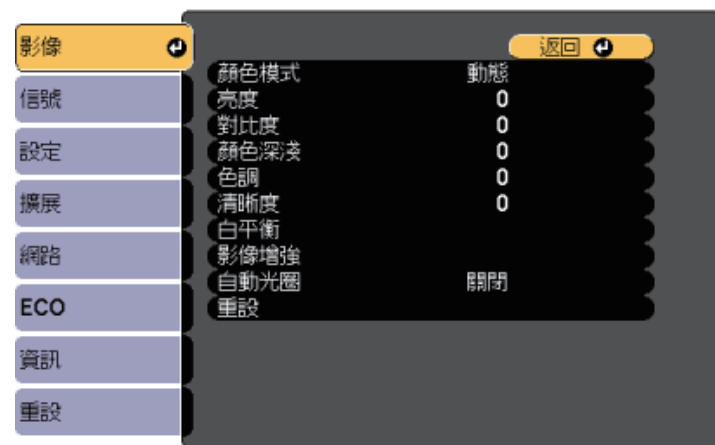 影像
信號
設定
擴展
網路
ECO
資訊
重設
返回
顏色模式 動態
亮度 0
對比度 0
顏色深淺 0
色調 0
清晰度 0
白平衡
影像增強
自動光圈 關閉
重設